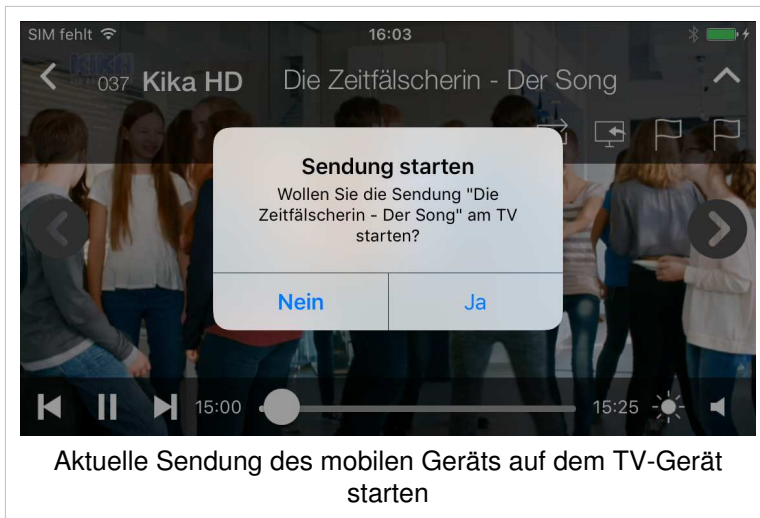 SIM fehlt 16:03
037 Kika HD Die Zeitfälscherin - Der Song
Sendung starten
Wollen Sie die Sendung "Die
Zeitfälscherin - Der Song" am TV
starten?
Nein Ja
15:00 15:25
Aktuelle Sendung des mobilen Geräts auf dem TV-Gerät
starten